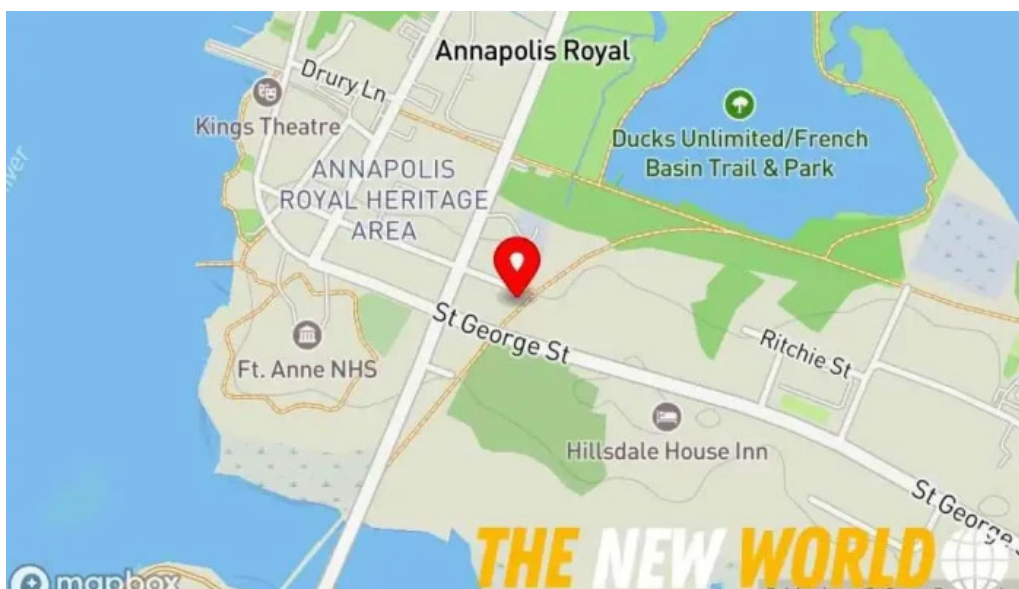 Annapolis Royal
Drury Ln
Kings Theatre
Ducks Unlimited/French
Basin Trail & Park
ANNAPOLIS
ROYAL HERITAGE
AREA
St George St
Ft. Anne NHS
Ritchie St
Hillsdale House Inn
St George
THE NEW WORLD
mapbox